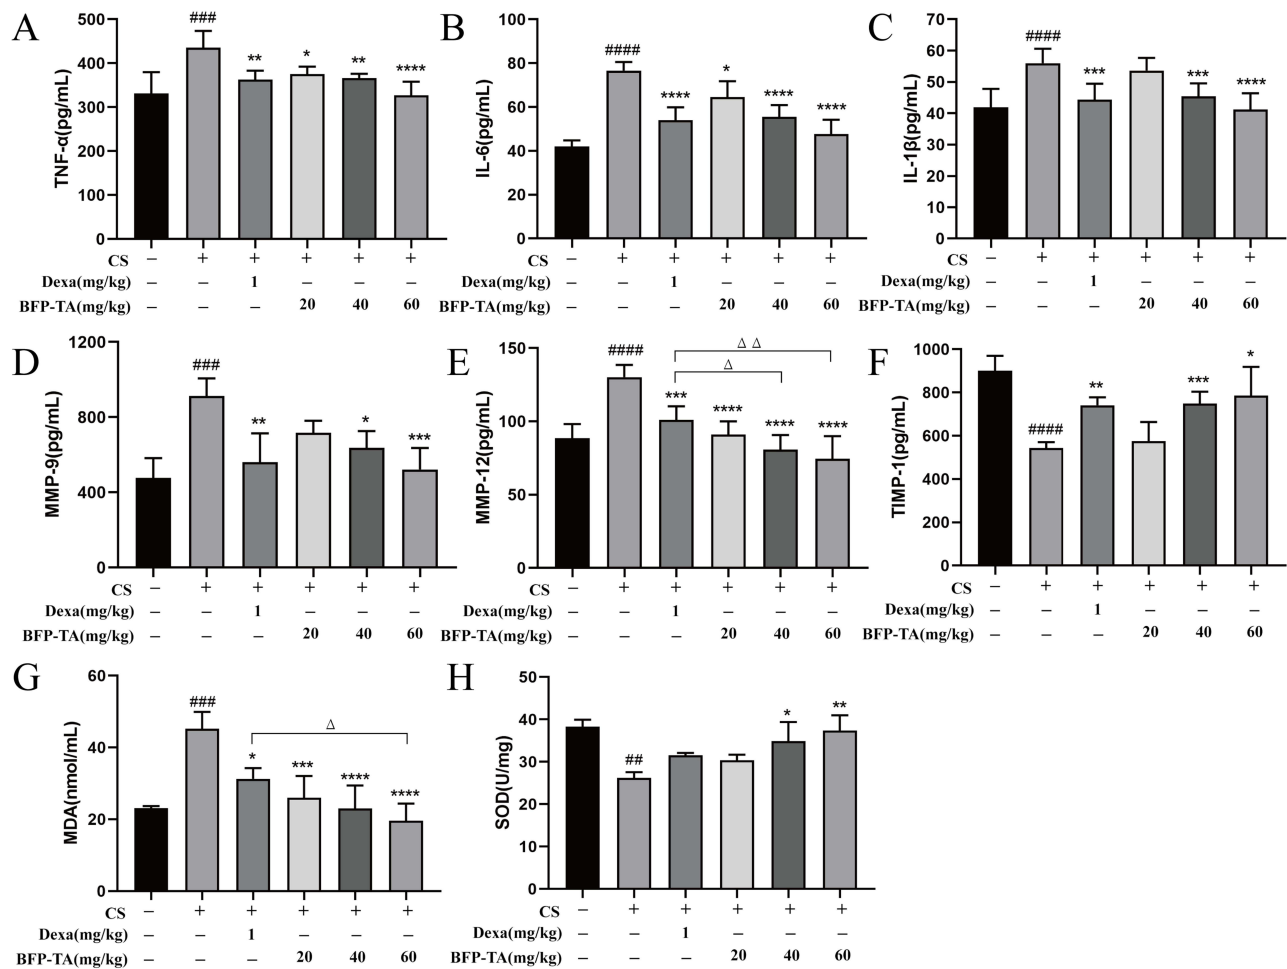 A
TNF-α(pg/mL)
500
400
300
200
100
0
###
**
*
**
****
CS – + + + + +
Dexa(mg/kg) – – 1 – – –
BFP-TA(mg/kg) – – – 20 40 60
B
IL-6(pg/mL)
100
80
60
40
20
0
####
****
*
****
****
CS – + + + + +
Dexa(mg/kg) – – 1 – – –
BFP-TA(mg/kg) – – – 20 40 60
C
IL-1β(pg/mL)
70
60
50
40
30
20
10
0
####
***
***
****
CS – + + + + +
Dexa(mg/kg) – – 1 – – –
BFP-TA(mg/kg) – – – 20 40 60
D
MMP-9(pg/mL)
1200
800
400
0
###
**
*
***
CS – + + + + +
Dexa(mg/kg) – – 1 – – –
BFP-TA(mg/kg) – – – 20 40 60
E
MMP-12(pg/mL)
150
100
50
0
####
Δ Δ
Δ
***
****
****
****
CS – + + + + +
Dexa(mg/kg) – – 1 – – –
BFP-TA(mg/kg) – – – 20 40 60
F
TIMP-1(pg/mL)
1000
800
600
400
200
0
####
**
***
*
CS – + + + + +
Dexa(mg/kg) – – 1 – – –
BFP-TA(mg/kg) – – – 20 40 60
G
MDA(nmol/mL)
60
40
20
0
###
Δ
*
***
****
****
CS – + + + + +
Dexa(mg/kg) – – 1 – – –
BFP-TA(mg/kg) – – – 20 40 60
H
SOD(U/mg)
50
40
30
20
10
0
##
*
**
CS – + + + + +
Dexa(mg/kg) – – 1 – – –
BFP-TA(mg/kg) – – – 20 40 60